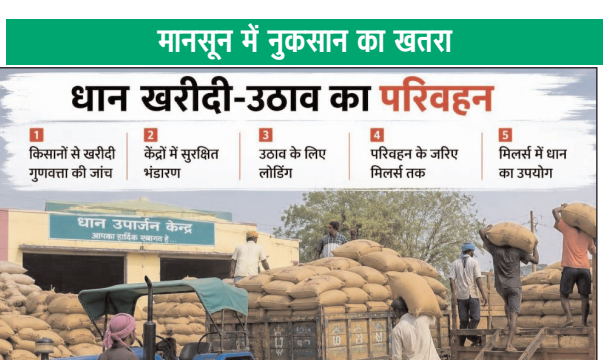 मानसून में नुकसान का खतरा
धान खरीदी-उठाव का परिवहन
1
किसानों से खरीदी
गुणवत्ता की जांच
2
केंद्रों में सुरक्षित
भंडारण
3
उठाव के लिए
लोडिंग
4
परिवहन के जरिए
मिलर्स तक
5
मिलर्स में धान
का उपयोग
धान उपार्जन केन्द्र
आपका हार्दिक स्वागत है